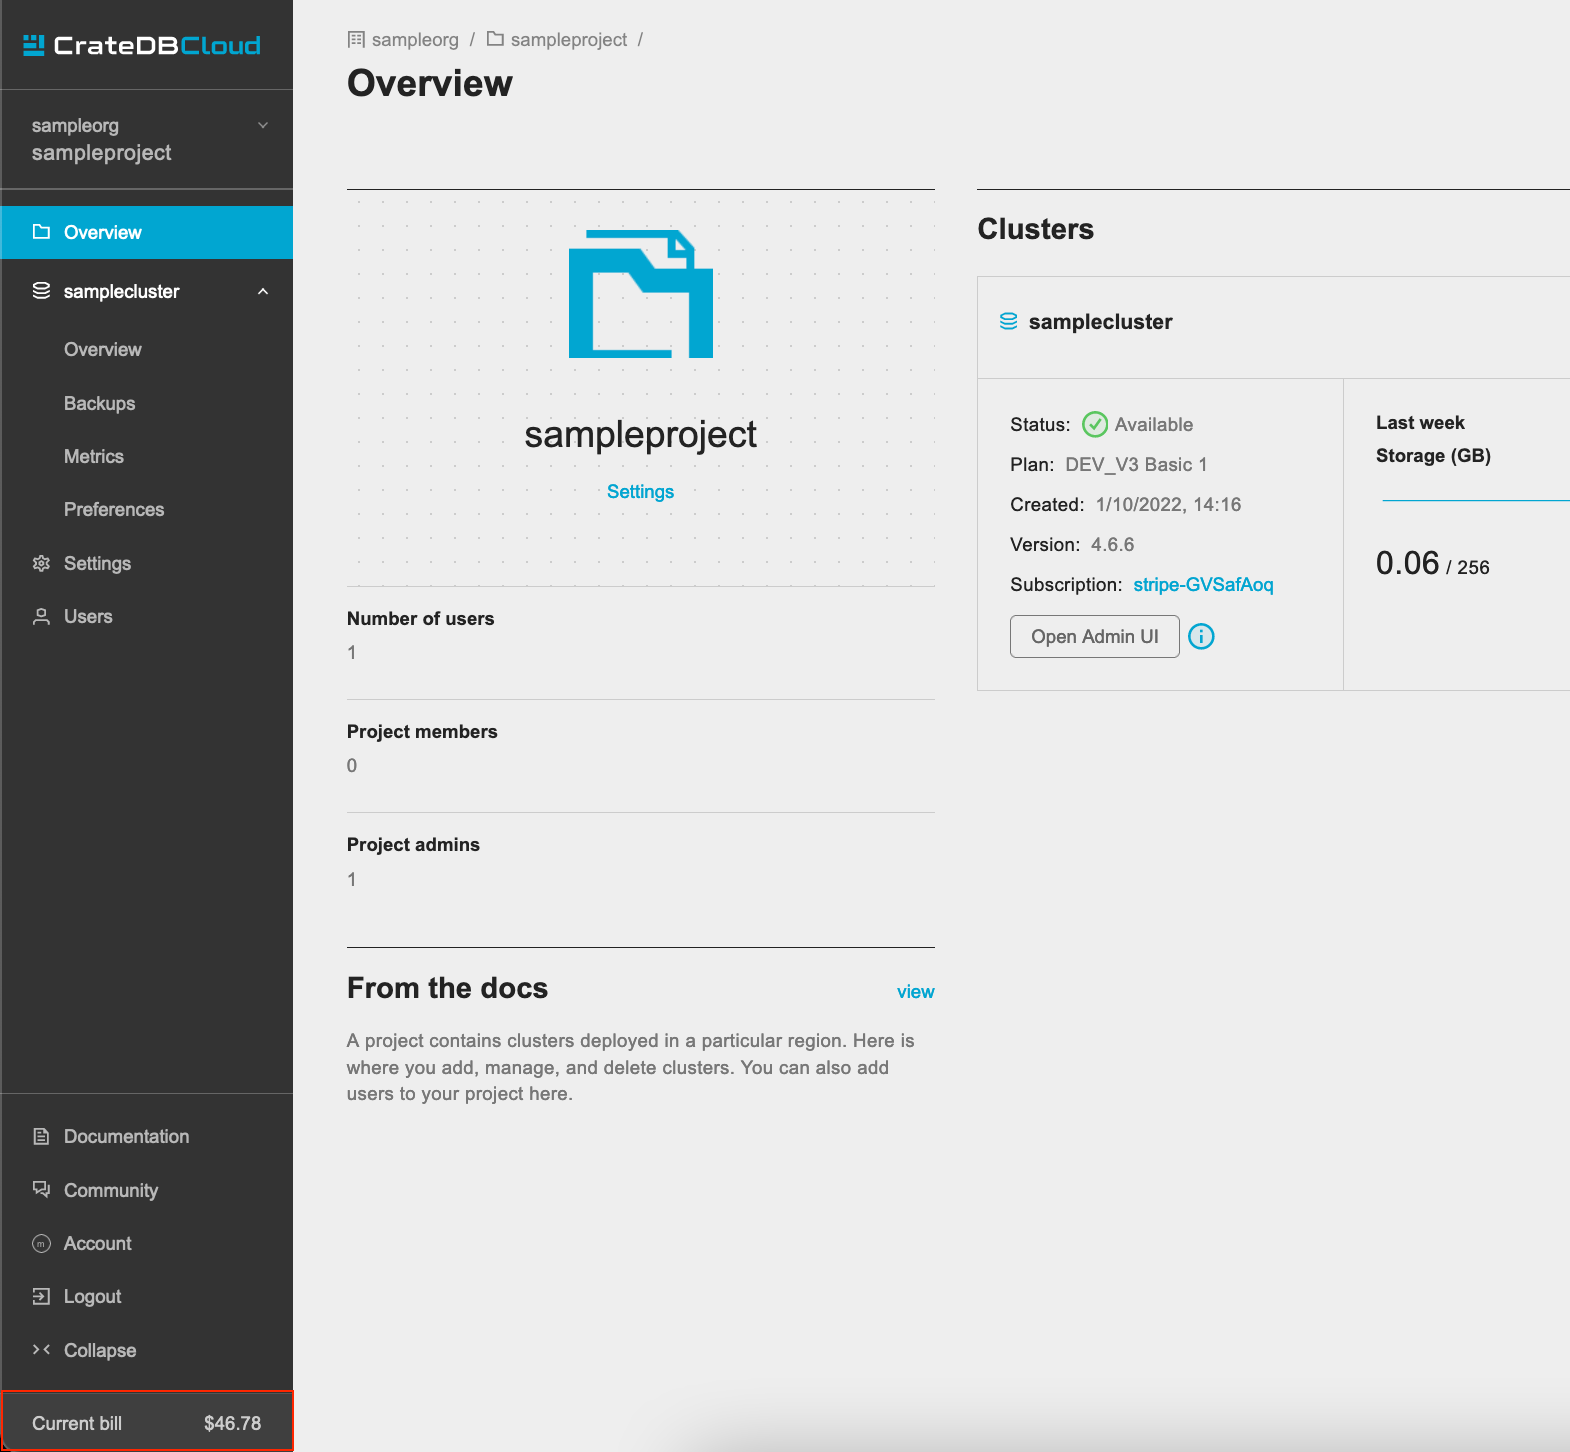 CrateDBCloud
sampleorg
sampleproject
Overview
samplecluster
Overview
Backups
Metrics
Preferences
Settings
Users
Documentation
Community
m
Account
Logout
Collapse
Current bill $46.78
sampleorg / sampleproject /
Overview
sampleproject
Settings
Number of users
1
Project members
0
Project admins
1
From the docs view
A project contains clusters deployed in a particular region. Here is
where you add, manage, and delete clusters. You can also add
users to your project here.
Clusters
samplecluster
Status: Available
Plan: DEV_V3 Basic 1
Created: 1/10/2022, 14:16
Version: 4.6.6
Subscription: stripe-GVSafAoq
Open Admin UI
Last week
Storage (GB)
0.06 / 256